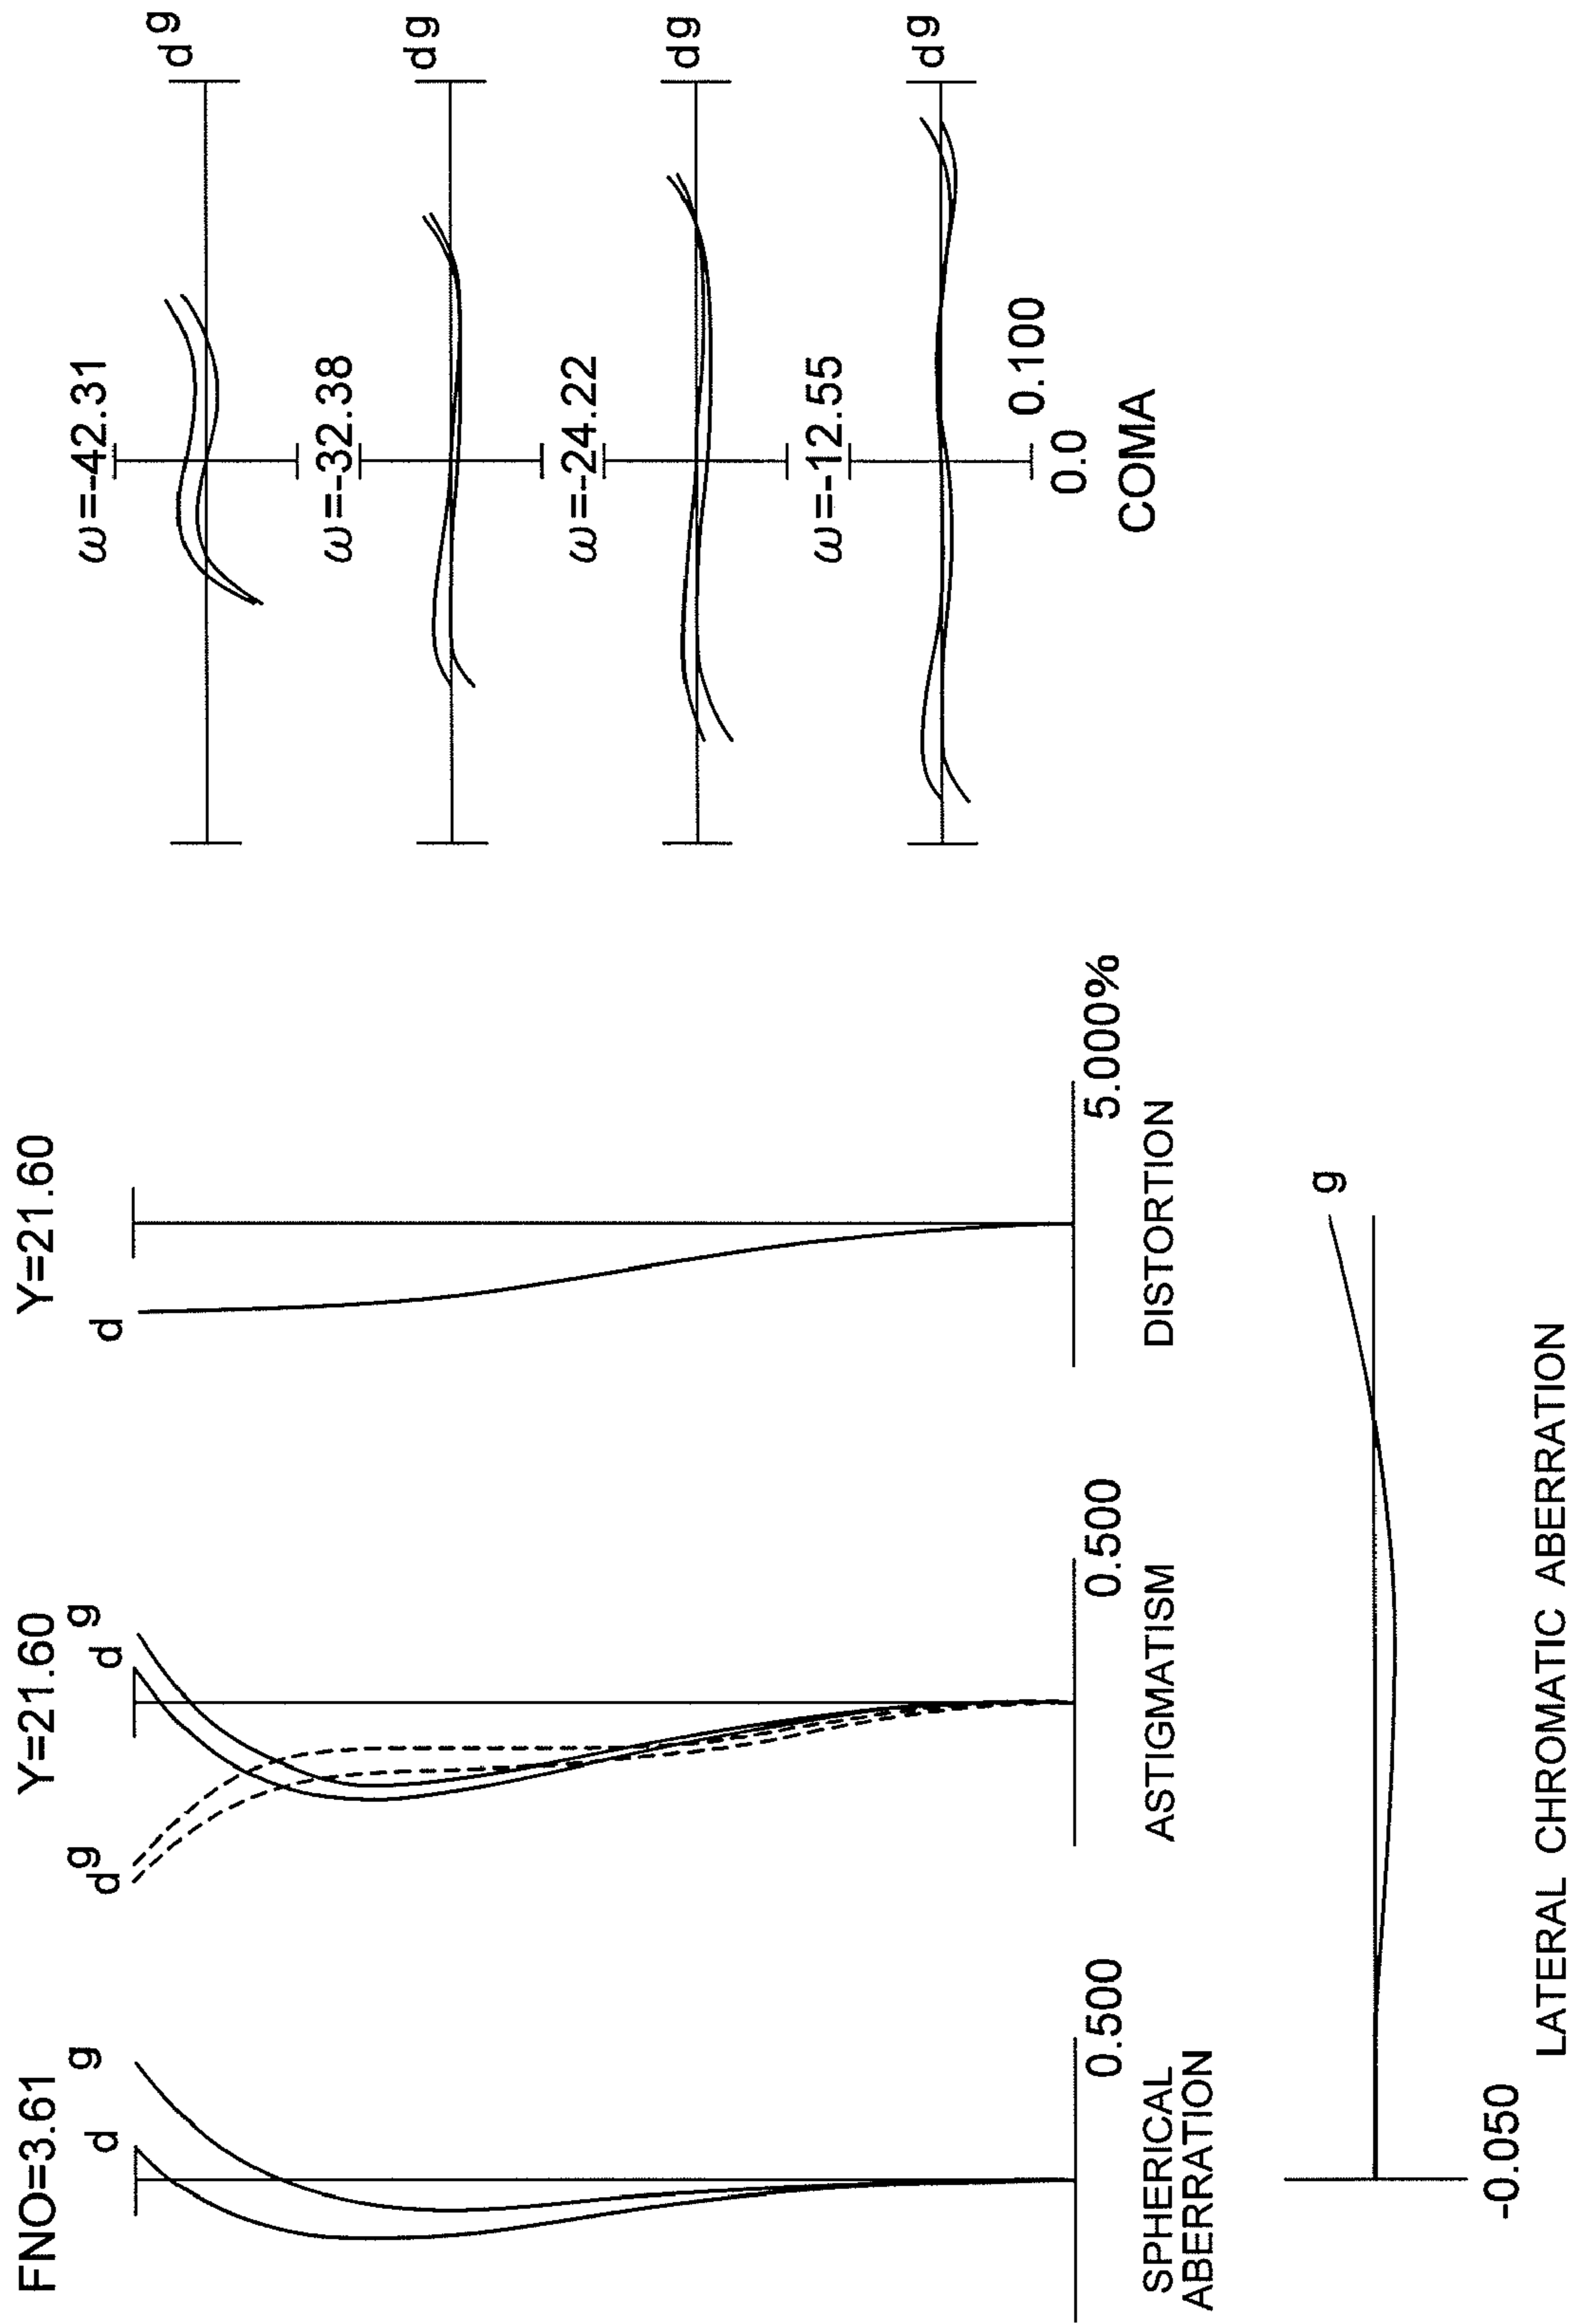 FNO=3.61
d
g
SPHERICAL
ABERRATION
0.500
Y=21.60
d
g
d
g
ASTIGMATISM
0.500
Y=21.60
d
DISTORTION
5.000%
ω=-42.31
d
g
ω=-32.38
d
g
ω=-24.22
d
g
ω=-12.55
d
g
0.0
0.100
COMA
g
-0.050
LATERAL CHROMATIC ABERRATION